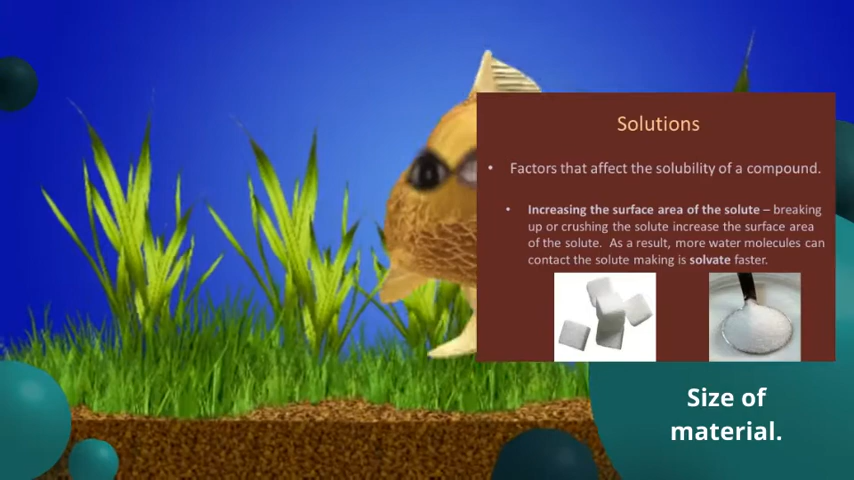 Solutions
• Factors that affect the solubility of a compound.
• Increasing the surface area of the solute – breaking
up or crushing the solute increase the surface area
of the solute. As a result, more water molecules can
contact the solute making is solvate faster.
Size of
material.